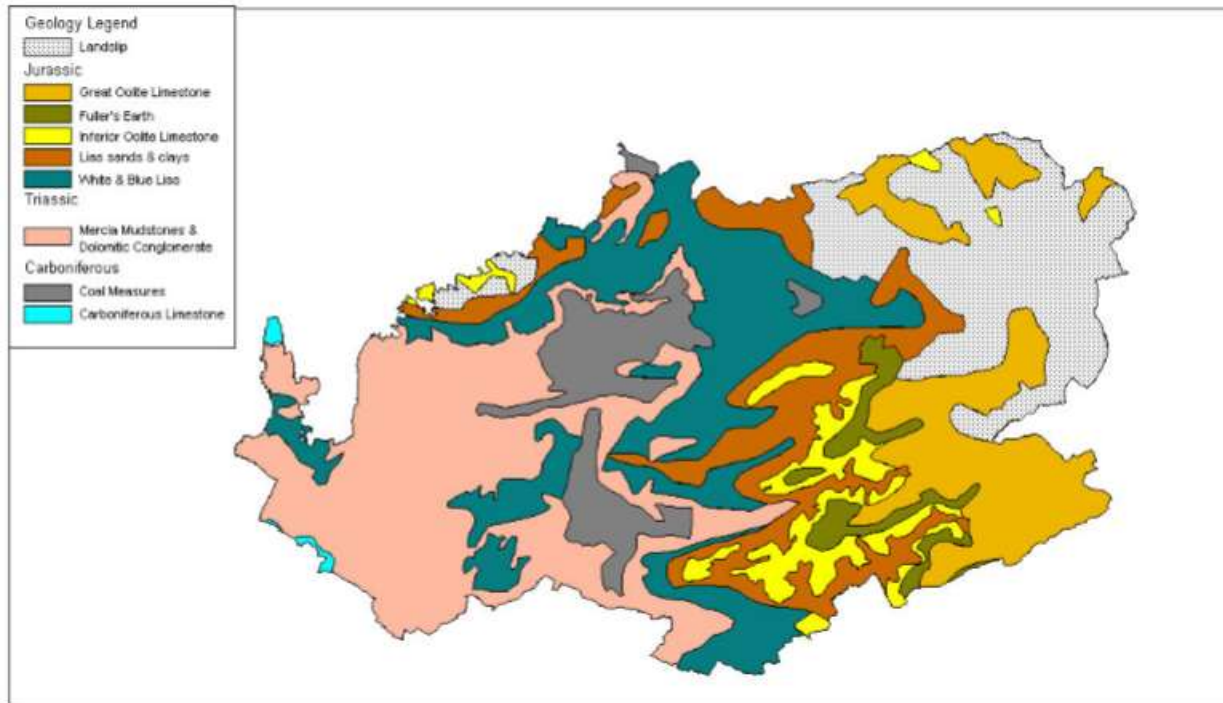 Geology Legend
Landslip
Jurassic
Great Oolite Limestone
Fuller's Earth
Inferior Oolite Limestone
Lias sands & clays
White & Blue Lias
Triassic
Mercia Mudstones &
Dolomitic Conglomerate
Carboniferous
Coal Measures
Carboniferous Limestone